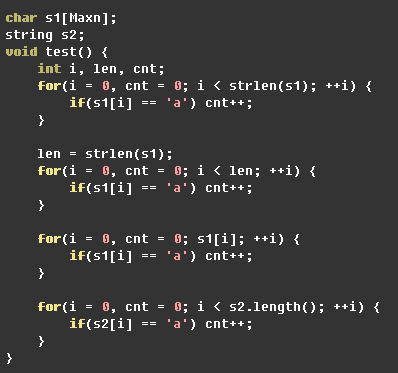 char s1[Maxn];
string s2;
void test() {
    int i, len, cnt;
    for(i = 0, cnt = 0; i < strlen(s1); ++i) {
        if(s1[i] == 'a') cnt++;
    }

    len = strlen(s1);
    for(i = 0, cnt = 0; i < len; ++i) {
        if(s1[i] == 'a') cnt++;
    }

    for(i = 0, cnt = 0; s1[i]; ++i) {
        if(s1[i] == 'a') cnt++;
    }

    for(i = 0, cnt = 0; i < s2.length(); ++i) {
        if(s2[i] == 'a') cnt++;
    }
}